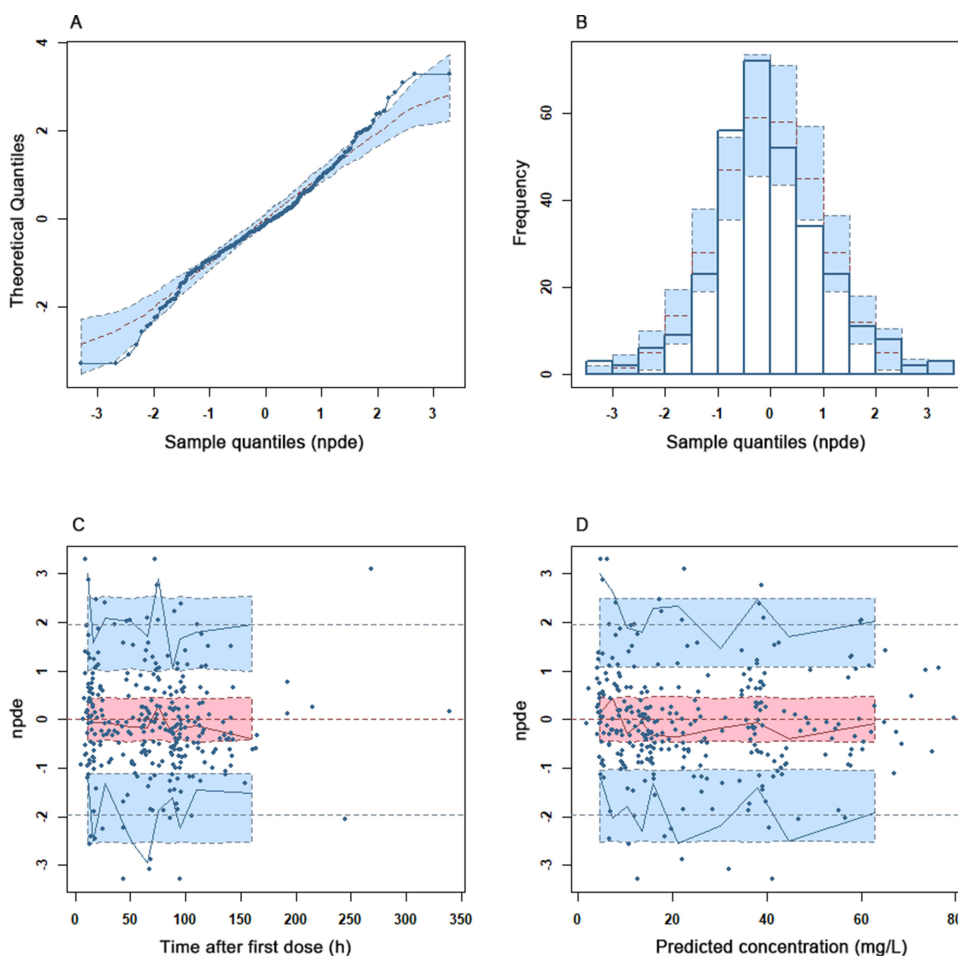 A
4
2
0
-2
Theoretical Quantiles
-3 -2 -1 0 1 2 3
Sample quantiles (npde)
B
60
40
20
0
Frequency
-3 -2 -1 0 1 2 3
Sample quantiles (npde)
C
3
2
1
0
-1
-2
-3
npde
0 50 100 150 200 250 300 350
Time after first dose (h)
D
3
2
1
0
-1
-2
-3
npde
0 20 40 60 80
Predicted concentration (mg/L)